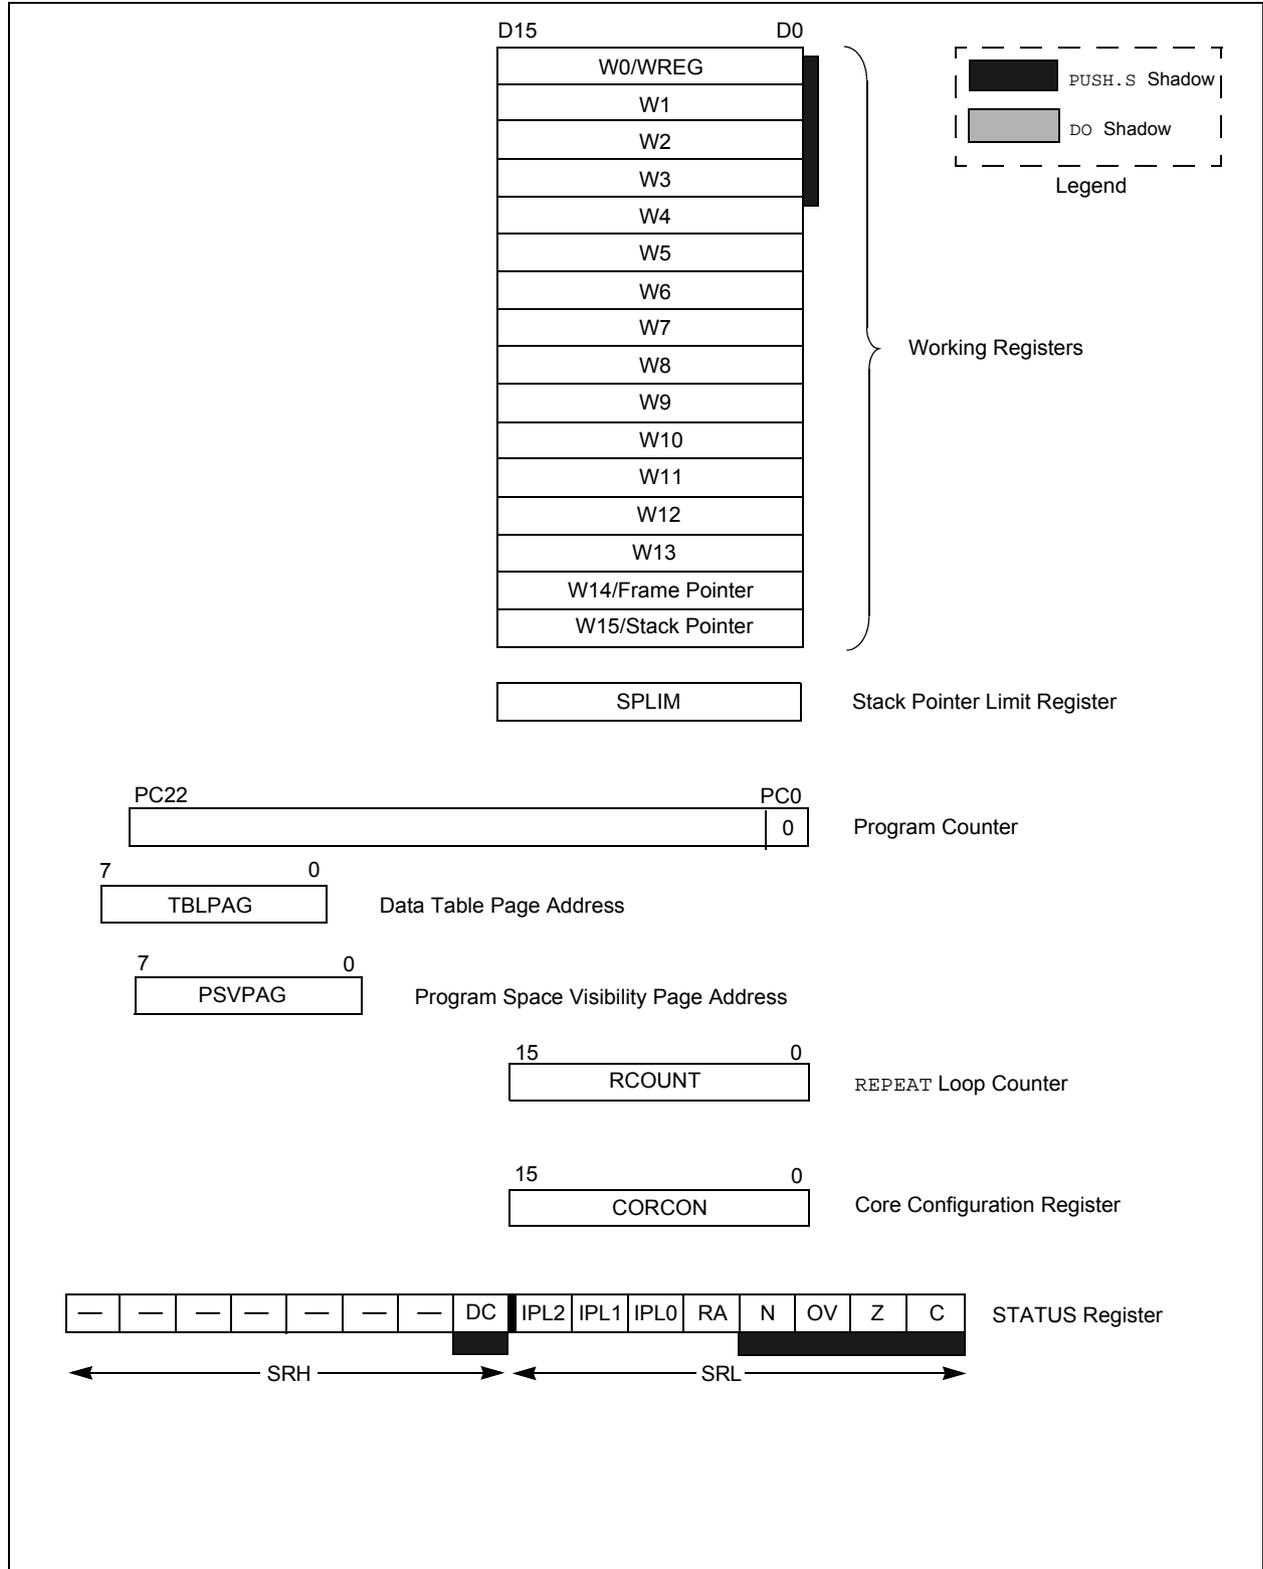 D15 D0
W0/WREG
W1
W2
W3
W4
W5
W6
W7
W8
W9
W10
W11
W12
W13
W14/Frame Pointer
W15/Stack Pointer
PUSH.S Shadow
DO Shadow
Legend
Working Registers
SPLIM Stack Pointer Limit Register
PC22 PC0
0 Program Counter
7 0
TBLPAG Data Table Page Address
7 0
PSVPAG Program Space Visibility Page Address
15 0
RCOUNT REPEAT Loop Counter
15 0
CORCON Core Configuration Register
— — — — — — — DC IPL2 IPL1 IPL0 RA N OV Z C STATUS Register
SRH SRL